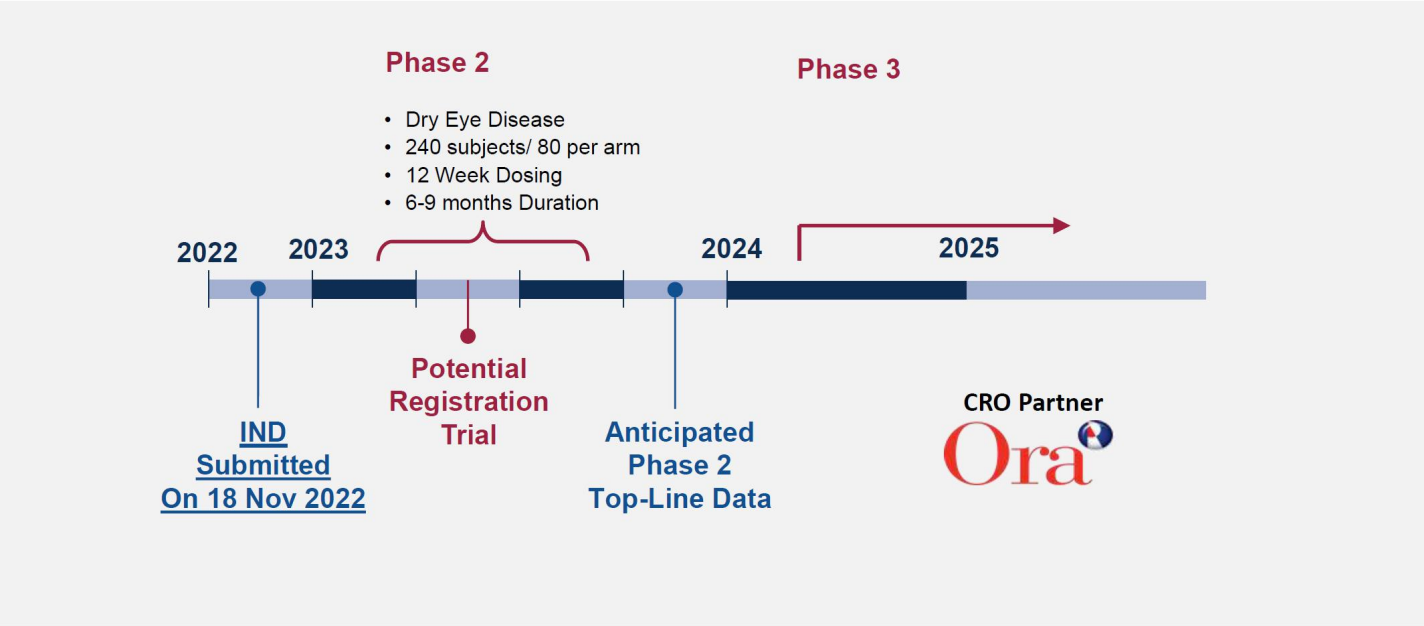 Phase 2
Phase 3
• Dry Eye Disease
• 240 subjects/ 80 per arm
• 12 Week Dosing
• 6-9 months Duration
2022
2023
2024
2025
Potential
Registration
Trial
IND
Submitted
On 18 Nov 2022
Anticipated
Phase 2
Top-Line Data
CRO Partner
Ora